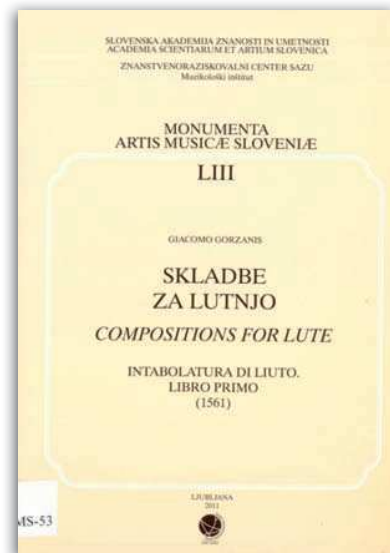 SLOVENSKA AKADEMIJA ZNANOSTI IN UMETNOSTI
ACADEMIA SCIENTIARUM ET ARTIUM SLOVENICA
ZNANSTVENORAZISKOVALNI CENTER SAZU
Muzikološki inštitut
MONUMENTA
ARTIS MUSICÆ SLOVENIÆ
LIII
GIACOMO GORZANIS
SKLADBE
ZA LUTNJO
COMPOSITIONS FOR LUTE
INTABOLATURA DI LIUTO.
LIBRO PRIMO
(1561)
LJUBLJANA
2011
MS-53